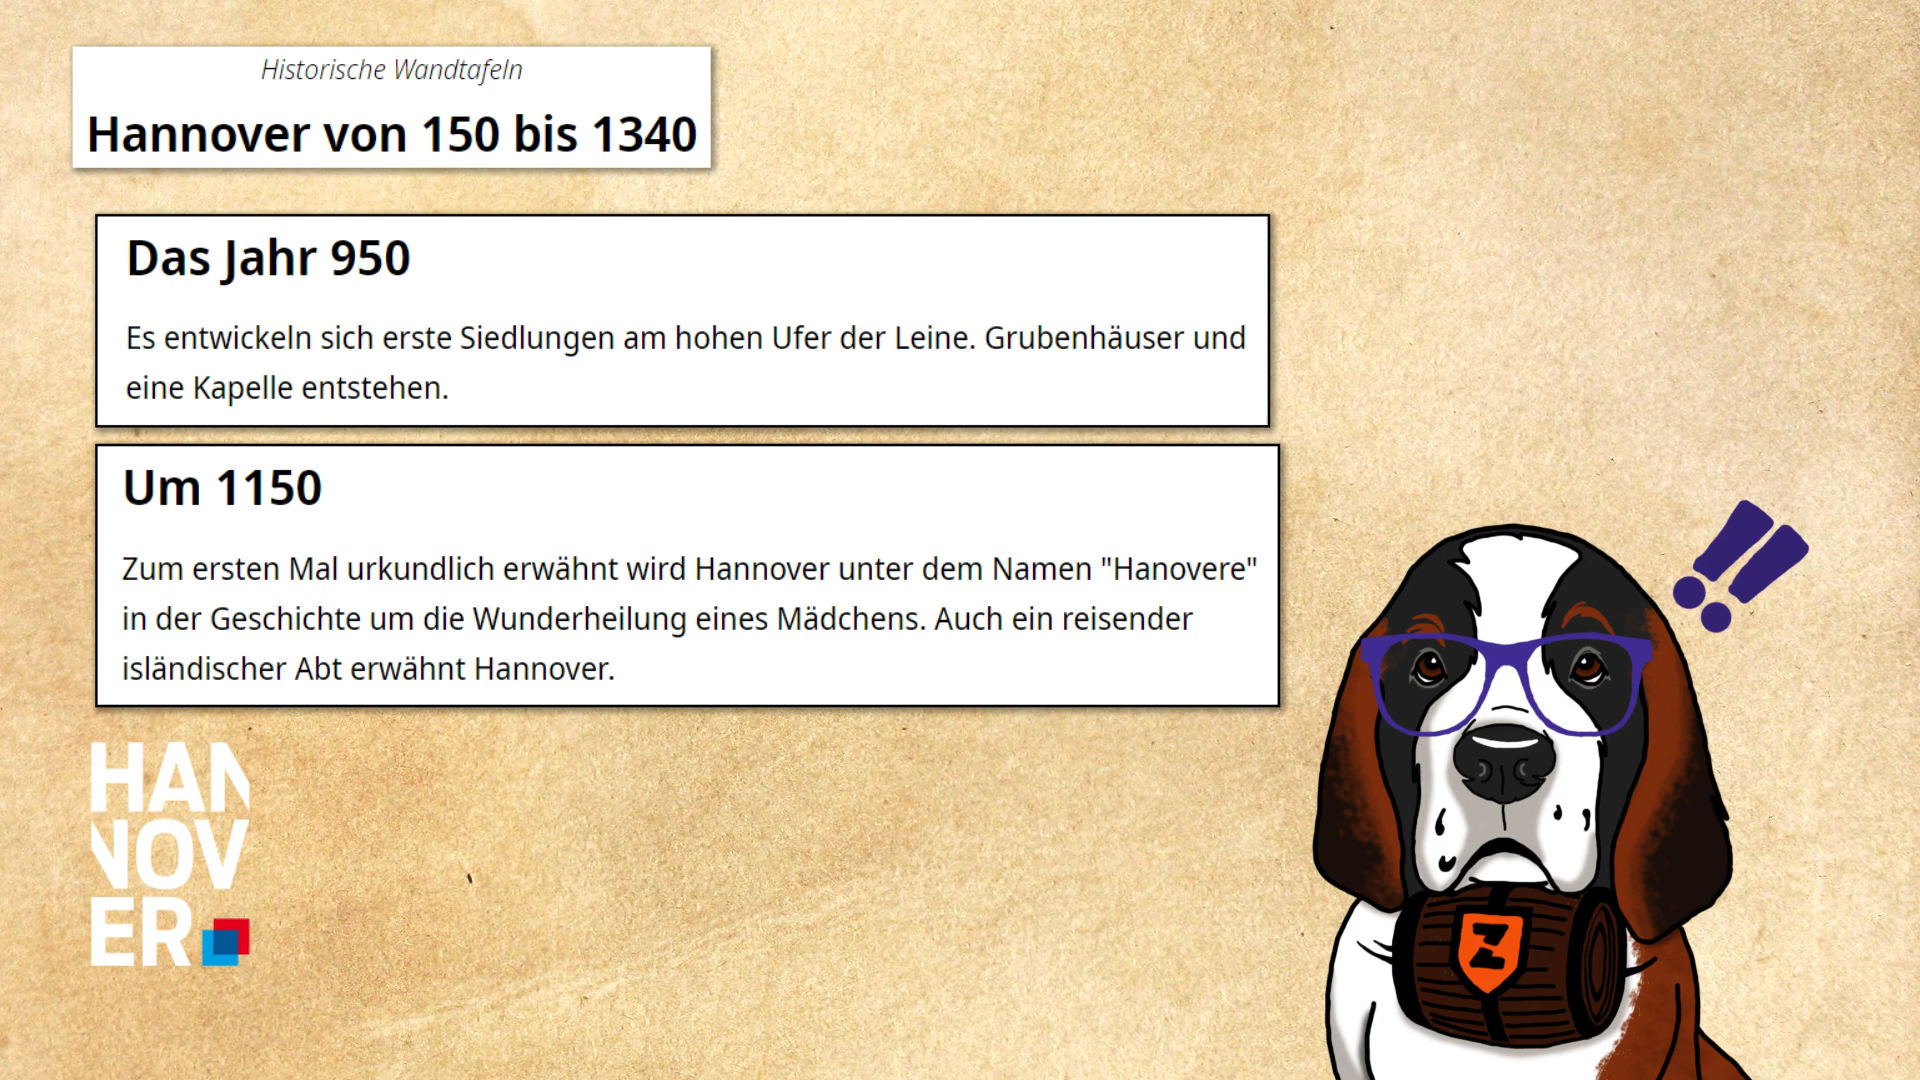 Historische Wandtafeln
Hannover von 150 bis 1340
Das Jahr 950
Es entwickeln sich erste Siedlungen am hohen Ufer der Leine. Grubenhäuser und
eine Kapelle entstehen.
Um 1150
Zum ersten Mal urkundlich erwähnt wird Hannover unter dem Namen "Hanovere"
in der Geschichte um die Wunderheilung eines Mädchens. Auch ein reisender
isländischer Abt erwähnt Hannover.
HAN
NOV
ER
!!
Z